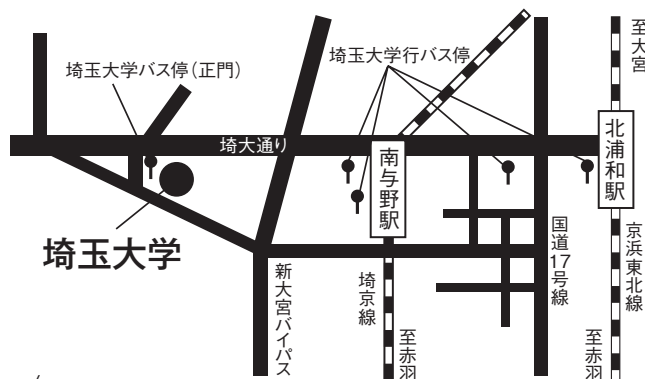 至大宮
埼玉大学バス停（正門）
埼玉大学行バス停
埼大通り
北浦和駅
南与野駅
埼玉大学
国道17号線
京浜東北線
新大宮バイパス
埼京線
至赤羽
至赤羽